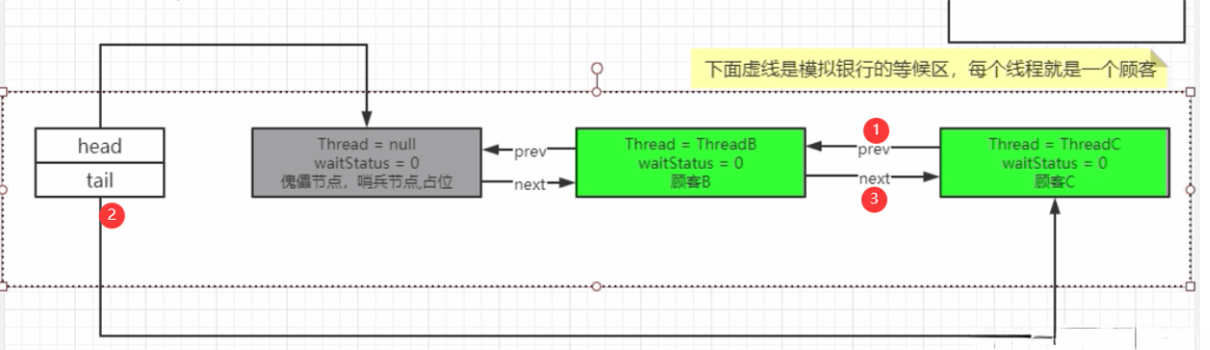 下面虚线是模拟银行的等候区，每个线程就是一个顾客
head
tail
2
Thread = null
waitStatus = 0
傀儡节点，哨兵节点,占位
prev
next
Thread = ThreadB
waitStatus = 0
顾客B
1
prev
next
3
Thread = ThreadC
waitStatus = 0
顾客C